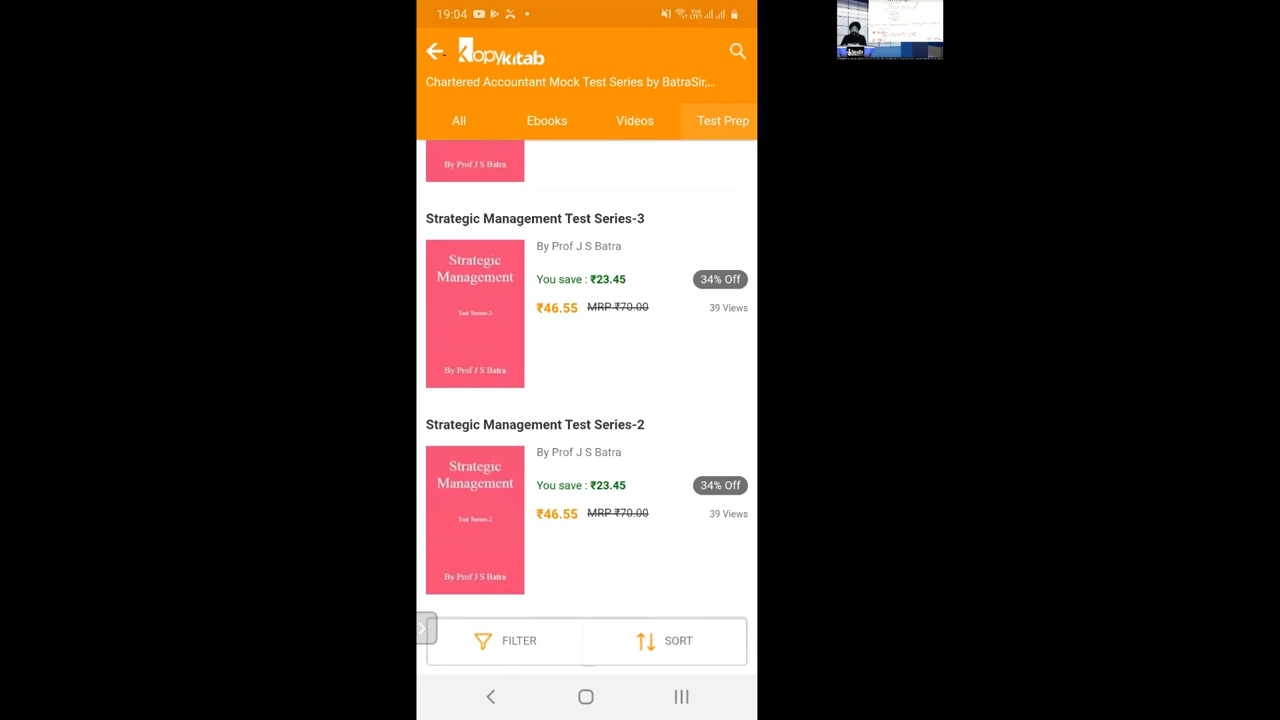 19:04
Kopykitab
Chartered Accountant Mock Test Series by BatraSir,...
All
Ebooks
Videos
Test Prep
By Prof J S Batra
Strategic Management Test Series-3
Strategic
Management
Test Series-3
By Prof J S Batra
By Prof J S Batra
You save : ₹23.45
34% Off
₹46.55 MRP ₹70.00
39 Views
Strategic Management Test Series-2
Strategic
Management
Test Series-2
By Prof J S Batra
By Prof J S Batra
You save : ₹23.45
34% Off
₹46.55 MRP ₹70.00
39 Views
FILTER
SORT